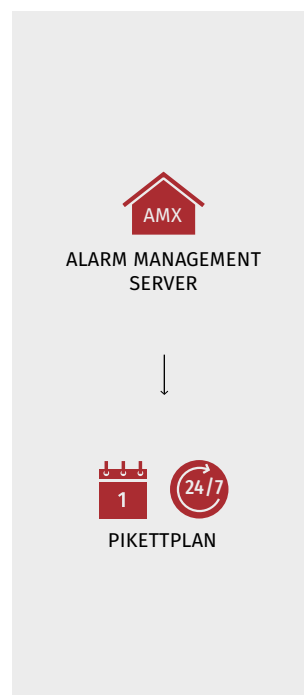 AMX
ALARM MANAGEMENT
SERVER
1
24/7
PIKETTPLAN